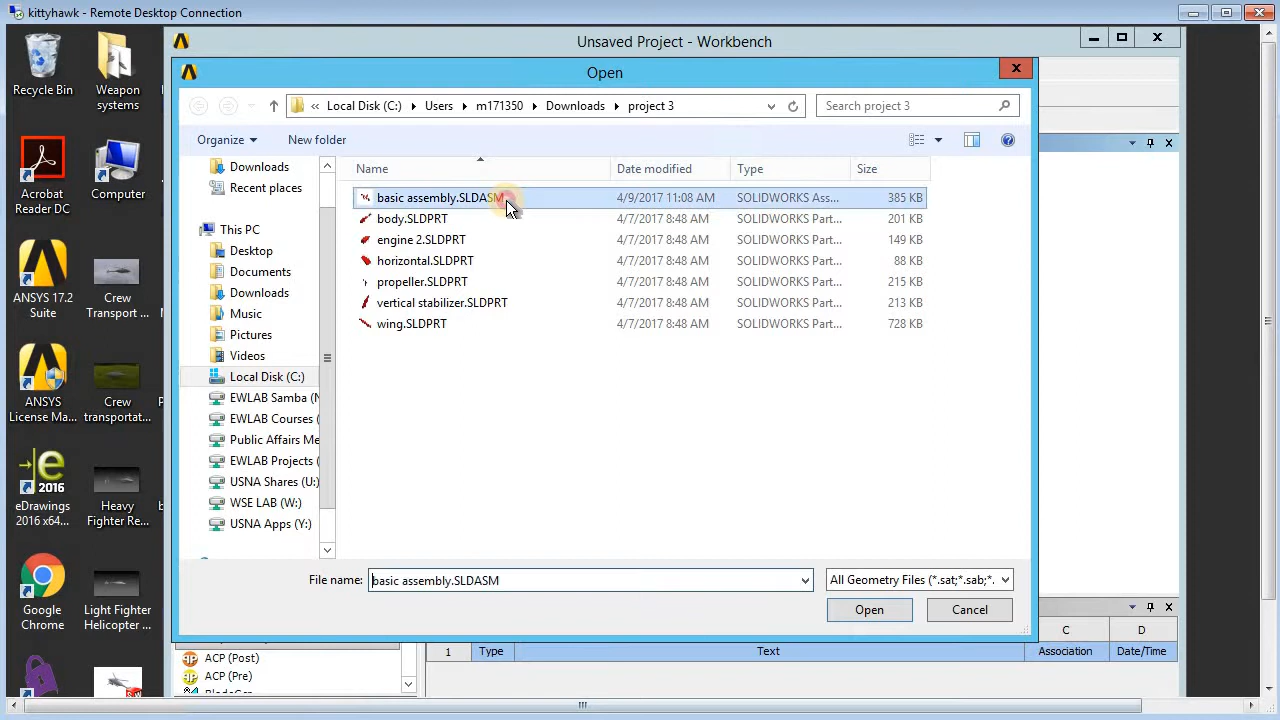 kittyhawk - Remote Desktop Connection
Unsaved Project - Workbench
Open
Local Disk (C:) Users m171350 Downloads project 3
Search project 3
Organize New folder
Name Date modified Type Size
basic assembly.SLDASM 4/9/2017 11:08 AM SOLIDWORKS Ass... 385 KB
body.SLDPRT 4/7/2017 8:48 AM SOLIDWORKS Part... 201 KB
engine 2.SLDPRT 4/7/2017 8:48 AM SOLIDWORKS Part... 149 KB
horizontal.SLDPRT 4/7/2017 8:48 AM SOLIDWORKS Part... 88 KB
propeller.SLDPRT 4/7/2017 8:48 AM SOLIDWORKS Part... 215 KB
vertical stabilizer.SLDPRT 4/7/2017 8:48 AM SOLIDWORKS Part... 213 KB
wing.SLDPRT 4/7/2017 8:48 AM SOLIDWORKS Part... 728 KB
Downloads
Recent places
This PC
Desktop
Documents
Downloads
Music
Pictures
Videos
Local Disk (C:)
EWLAB Samba (
EWLAB Courses (
Public Affairs Me
EWLAB Projects (
USNA Shares (U:)
WSE LAB (W:)
USNA Apps (Y:)
File name: basic assembly.SLDASM
All Geometry Files (*.sat;*.sab;*.
Open Cancel
Recycle Bin
Weapon
systems
Acrobat
Reader DC
Computer
ANSYS 17.2
Suite
Crew
Transport ...
ANSYS
License Ma...
Crew
transportat...
eDrawings
2016 x64...
Heavy
Fighter Re...
Google
Chrome
Light Fighter
Helicopter ...
ACP (Post)
ACP (Pre)
C D
1 Type Text Association Date/Time